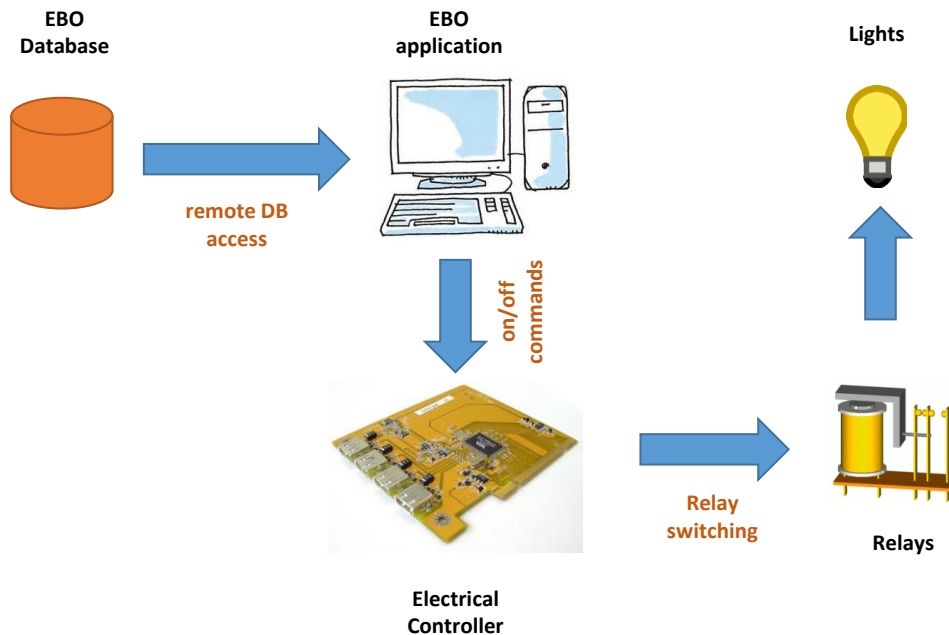 EBO
Database
EBO
application
Lights
remote DB
access
on/off
commands
Relay
switching
Relays
Electrical
Controller